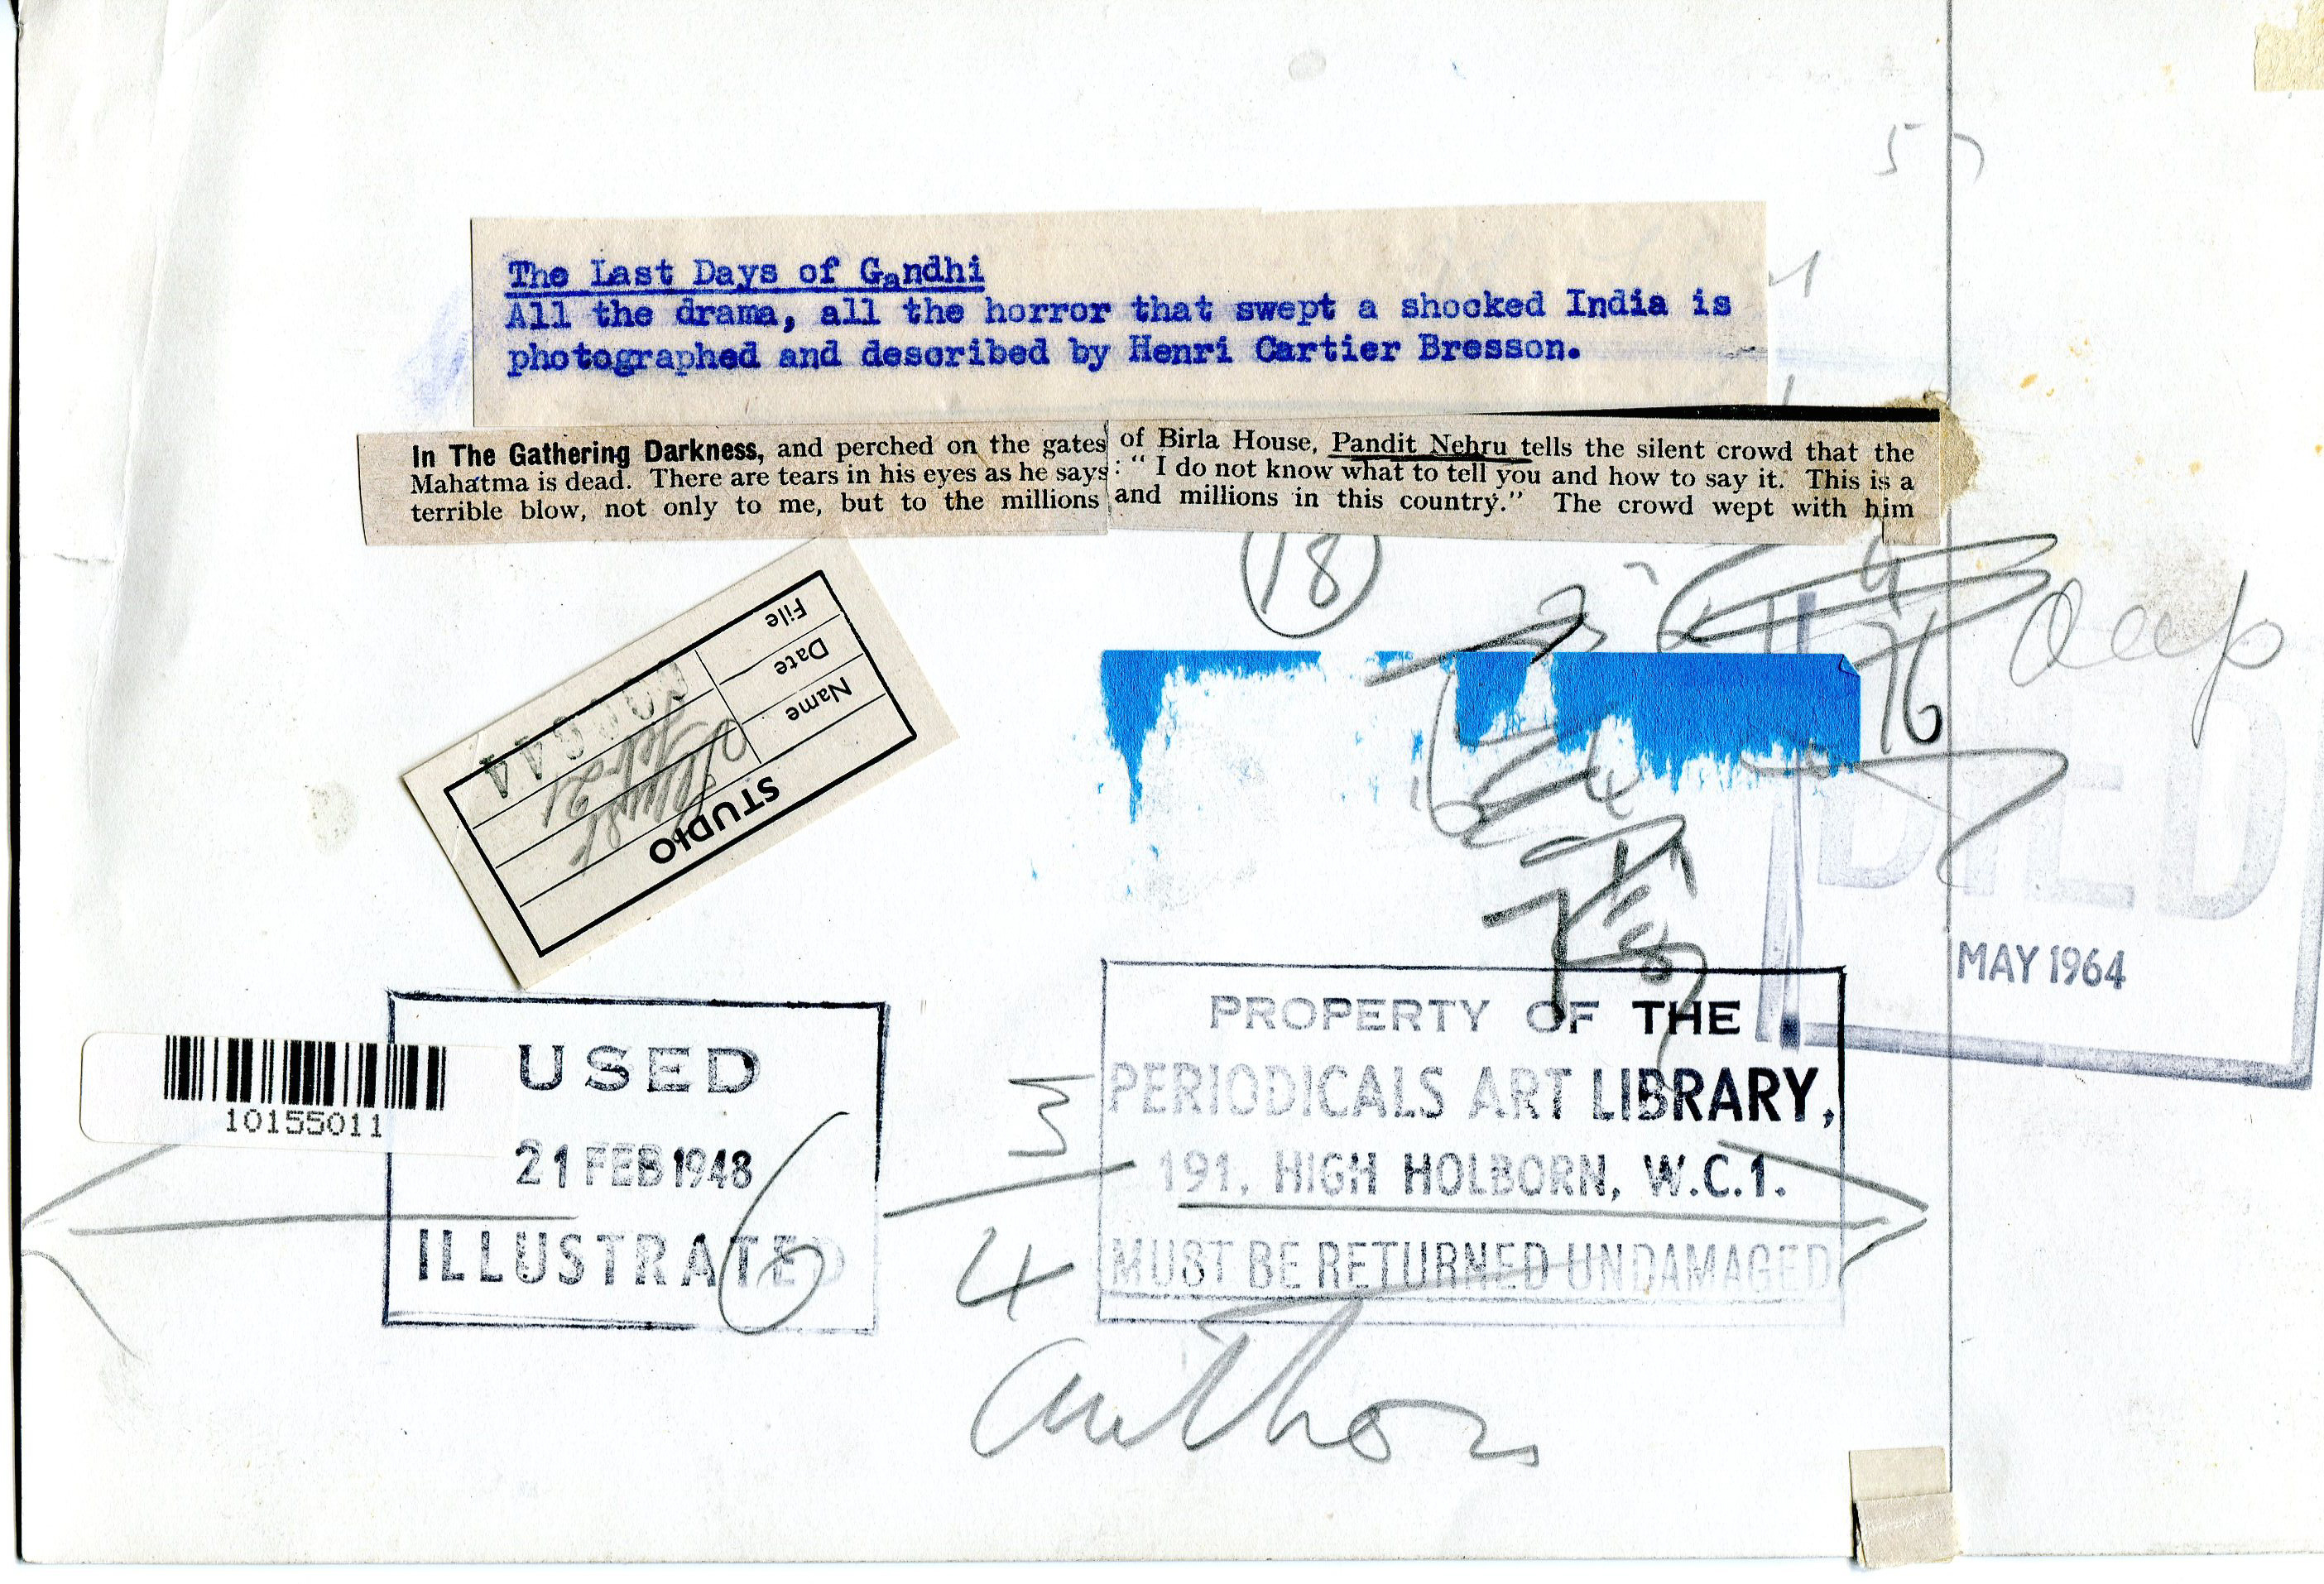 57
The Last Days of Gandhi
All the drama, all the horror that swept a shocked India is
photographed and described by Henri Cartier Bresson.
In The Gathering Darkness, and perched on the gates of Birla House, Pandit Nehru tells the silent crowd that the
Mahatma is dead. There are tears in his eyes as he says: “ I do not know what to tell you and how to say it. This is a
terrible blow, not only to me, but to the millions and millions in this country.” The crowd wept with him
18
STUDIO
Name
Date
File
76
DIED
MAY 1964
10155011
USED
21 FEB 1948
ILLUSTRATED
6
3
4
PROPERTY OF THE
PERIODICALS ART LIBRARY,
191, HIGH HOLBORN, W.C.1.
MUST BE RETURNED UNDAMAGED